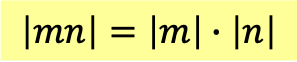 |mn| = |m| · |n|